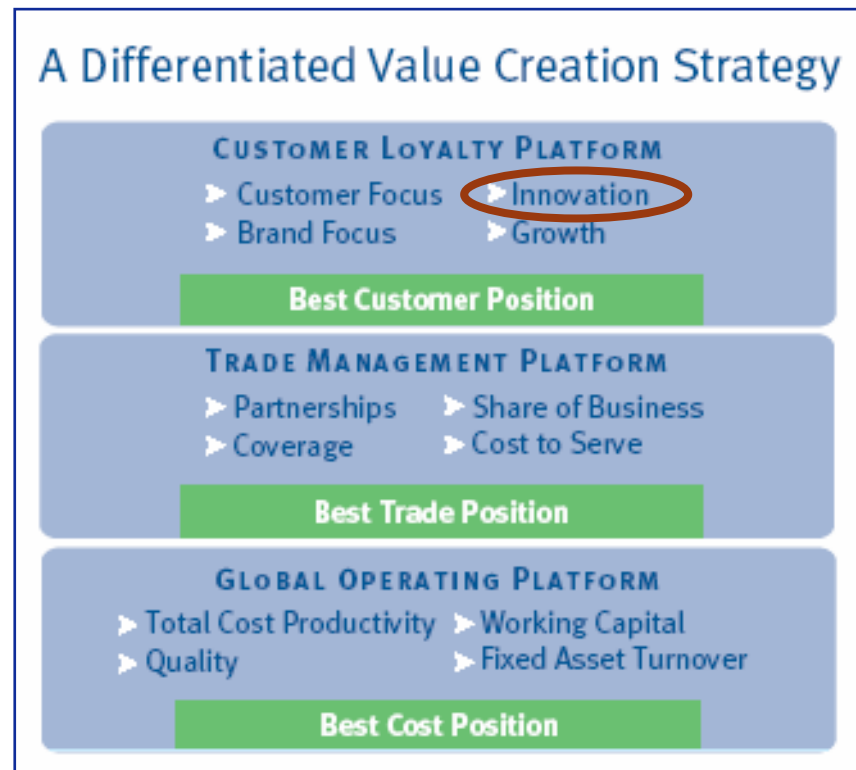 A Differentiated Value Creation Strategy
CUSTOMER LOYALTY PLATFORM
Customer Focus Innovation
Brand Focus Growth
Best Customer Position
TRADE MANAGEMENT PLATFORM
Partnerships Share of Business
Coverage Cost to Serve
Best Trade Position
GLOBAL OPERATING PLATFORM
Total Cost Productivity Working Capital
Quality Fixed Asset Turnover
Best Cost Position